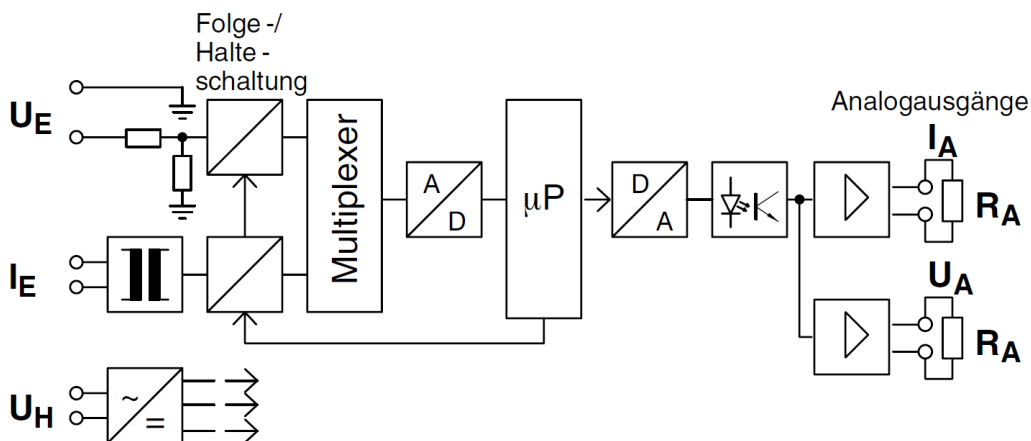 Folge-/
Halte-
schaltung
U_E
Multiplexer
A
D
µP
D
A
Analogausgänge
I_A
R_A
I_E
U_A
R_A
U_H
~
=